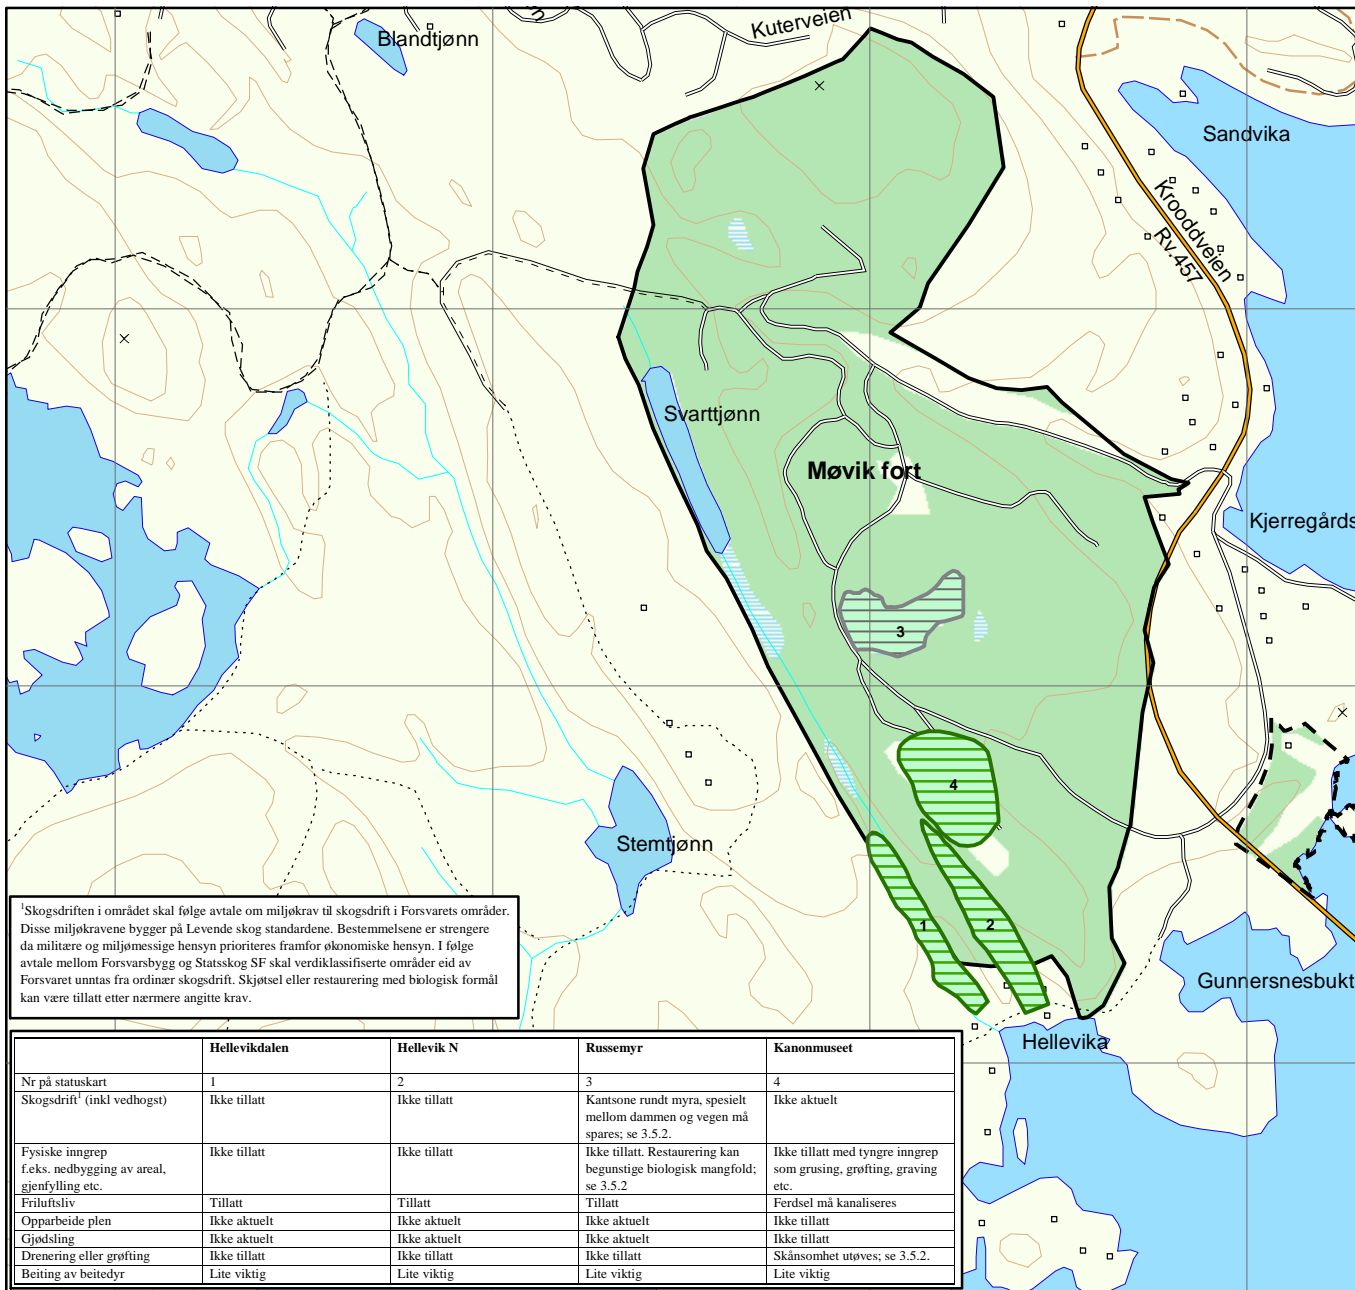 Kuterveien
Blandtjønn
Sandvika
Krooddveien
Rv.457
Svarttjønn
Møvik fort
Kjerregårds
3
4
Stemtjønn
1
2
Gunnersnesbukt
Hellevika
¹Skogsdriften i området skal følge avtale om miljøkrav til skogsdrift i Forsvarets områder.
Disse miljøkravene bygger på Levende skog standardene. Bestemmelsene er strengere
da militære og miljømessige hensyn prioriteres framfor økonomiske hensyn. I følge
avtale mellom Forsvarsbygg og Statsskog SF skal verdiklassifiserte områder eid av
Forsvaret unntas fra ordinær skogsdrift. Skjøtsel eller restaurering med biologisk formål
kan være tillatt etter nærmere angitte krav.
Hellevikdalen Hellevik N Russemyr Kanonmuseet
Nr på statuskart 1 2 3 4
Skogsdrift¹ (inkl vedhogst) Ikke tillatt Ikke tillatt Kantsone rundt myra, spesielt Ikke aktuelt
mellom dammen og vegen må
spares; se 3.5.2.
Fysiske inngrep Ikke tillatt Ikke tillatt Ikke tillatt. Restaurering kan Ikke tillatt med tyngre inngrep
f.eks. nedbygging av areal, begunstige biologisk mangfold; som grusing, grøfting, graving
gjenfylling etc. se 3.5.2 etc.
Friluftsliv Tillatt Tillatt Tillatt Ferdsel må kanaliseres
Opparbeide plen Ikke aktuelt Ikke aktuelt Ikke aktuelt Ikke tillatt
Gjødsling Ikke aktuelt Ikke aktuelt Ikke aktuelt Ikke tillatt
Drenering eller grøfting Ikke tillatt Ikke tillatt Ikke tillatt Skånsomhet utøves; se 3.5.2.
Beiting av beitedyr Lite viktig Lite viktig Lite viktig Lite viktig